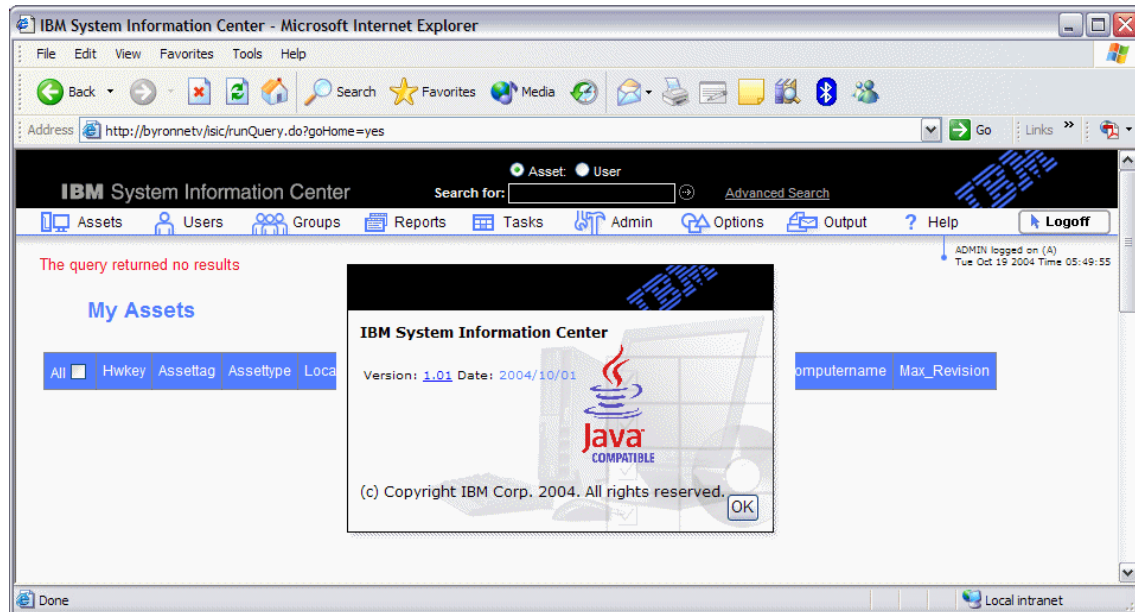 IBM System Information Center - Microsoft Internet Explorer
File Edit View Favorites Tools Help
Back Search Favorites Media
Address http://byronnetv/isic/runQuery.do?goHome=yes Go Links »
IBM System Information Center
Asset: User
Search for: Advanced Search
IBM
Assets Users Groups Reports Tasks Admin Options Output ? Help Logoff
ADMIN logged on (A)
Tue Oct 19 2004 Time 05:49:55
The query returned no results
My Assets
All Hwkey Assettag Assettype Loca omputername Max_Revision
IBM
IBM System Information Center
Version: 1.01 Date: 2004/10/01
Java
COMPATIBLE
(c) Copyright IBM Corp. 2004. All rights reserved.
OK
Done Local intranet